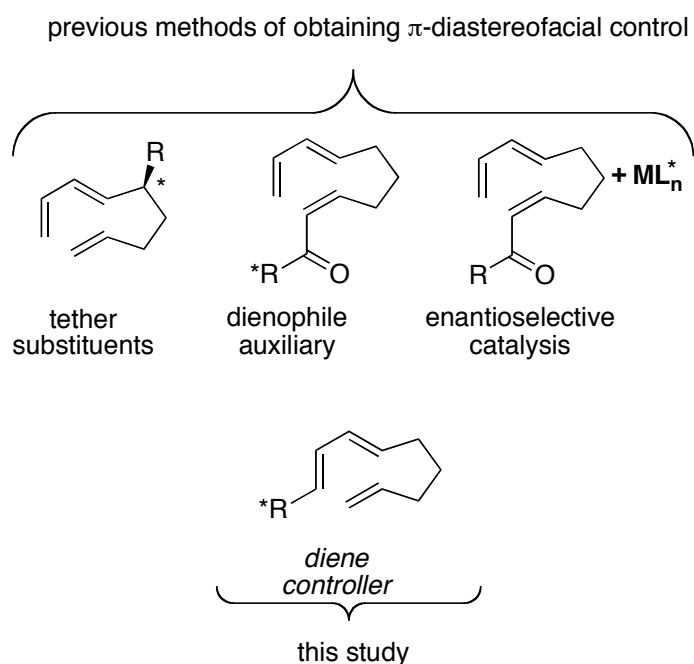 previous methods of obtaining π-diastereofacial control
R
*
*R
O
R
O
+ ML*n
tether
substituents
dienophile
auxiliary
enantioselective
catalysis
*R
diene
controller
this study